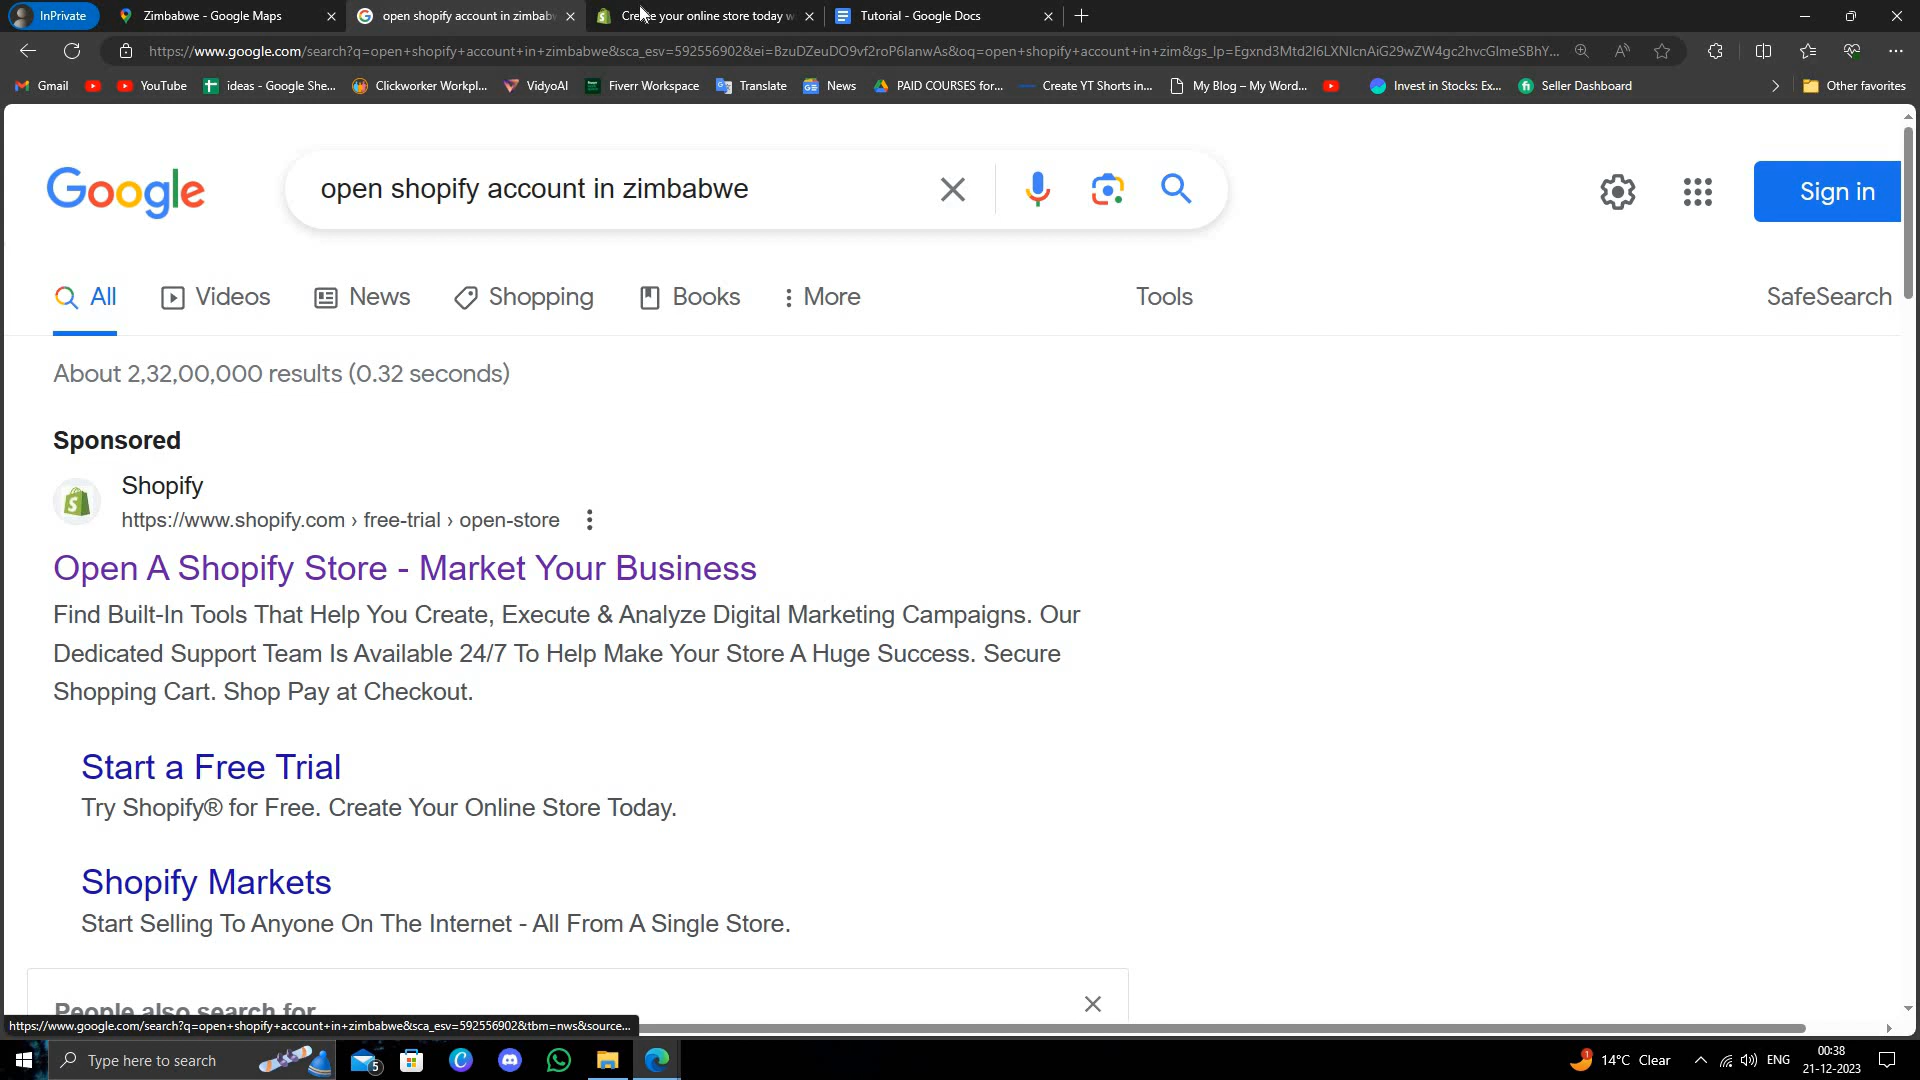 InPrivate
Zimbabwe - Google Maps
open shopify account in zimbab
your online store today w
Tutorial - Google Docs
https://www.google.com/search?q=open+shopify+account+in+zimbabwe&sca_esv=592556902&ei=BzuDZeuDO9vf2roP6IanwAs&oq=open+shopify+account+in+zim&gs_lp=Egxnd3Mtd2l6LXNlcnAiG29wZW4gc2hvcGlmeSBhY...
Gmail
YouTube
ideas - Google She...
Clickworker Workpl...
VidyoAI
Fiverr Workspace
Translate
News
PAID COURSES for...
Create YT Shorts in...
My Blog – My Word...
Invest in Stocks: Ex...
Seller Dashboard
Other favorites
Google
open shopify account in zimbabwe
Sign in
All
Videos
News
Shopping
Books
More
Tools
SafeSearch
About 2,32,00,000 results (0.32 seconds)
Sponsored
Shopify
https://www.shopify.com › free-trial › open-store
Open A Shopify Store - Market Your Business
Find Built-In Tools That Help You Create, Execute & Analyze Digital Marketing Campaigns. Our
Dedicated Support Team Is Available 24/7 To Help Make Your Store A Huge Success. Secure
Shopping Cart. Shop Pay at Checkout.
Start a Free Trial
Try Shopify® for Free. Create Your Online Store Today.
Shopify Markets
Start Selling To Anyone On The Internet - All From A Single Store.
People also search for
https://www.google.com/search?q=open+shopify+account+in+zimbabwe&sca_esv=592556902&tbm=nws&source...
Type here to search
5
1
14°C Clear
ENG
00:38
21-12-2023